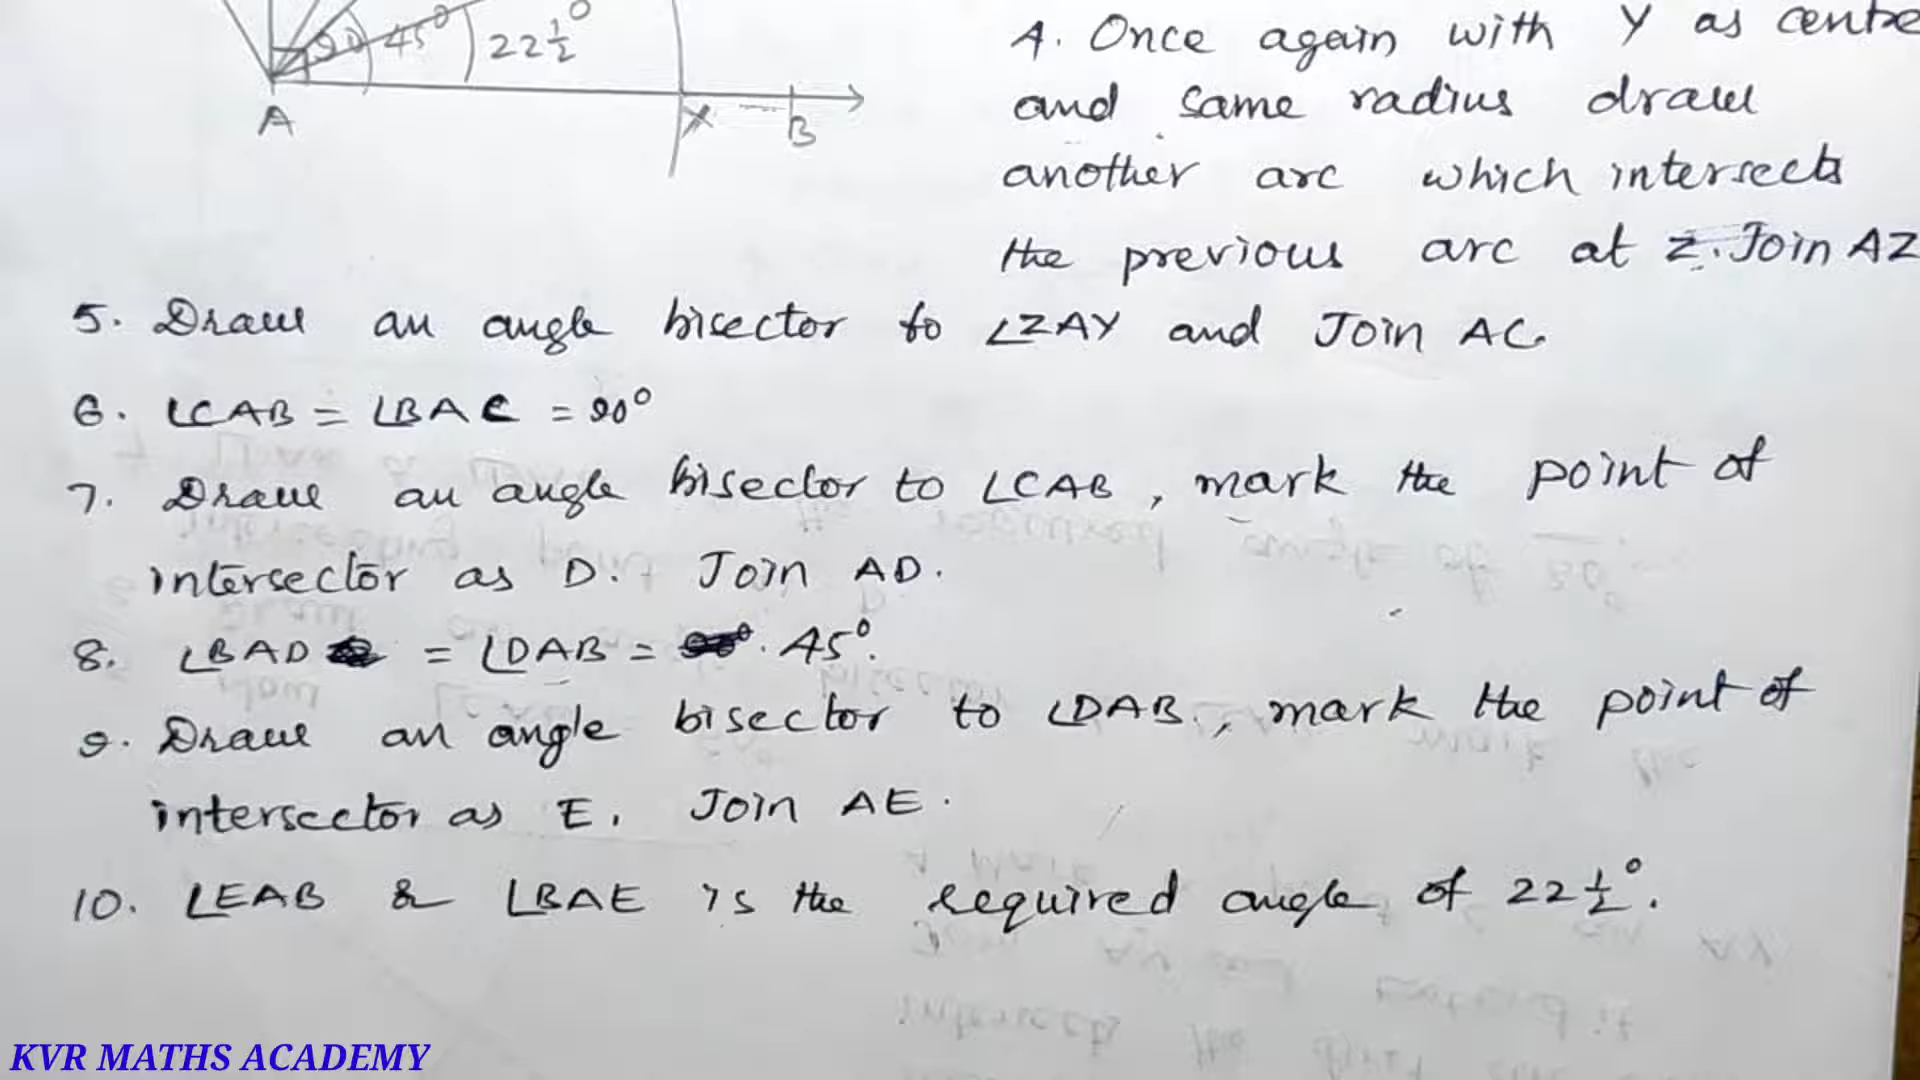 90 45° 22½°
A X B
4. Once again with Y as centre
and same radius draw
another arc which intersects
the previous arc at Z. Join AZ
5. Draw an angle bisector to ∠ZAY and Join AC.
6. ∠CAB = ∠BAC = 90°
7. Draw an angle bisector to ∠CAB, mark the point of
intersector as D. Join AD.
8. ∠BAD = ∠DAB = 45°.
9. Draw an angle bisector to ∠DAB, mark the point of
intersector as E. Join AE.
10. ∠EAB & ∠BAE is the required angle of 22½°.
KVR MATHS ACADEMY